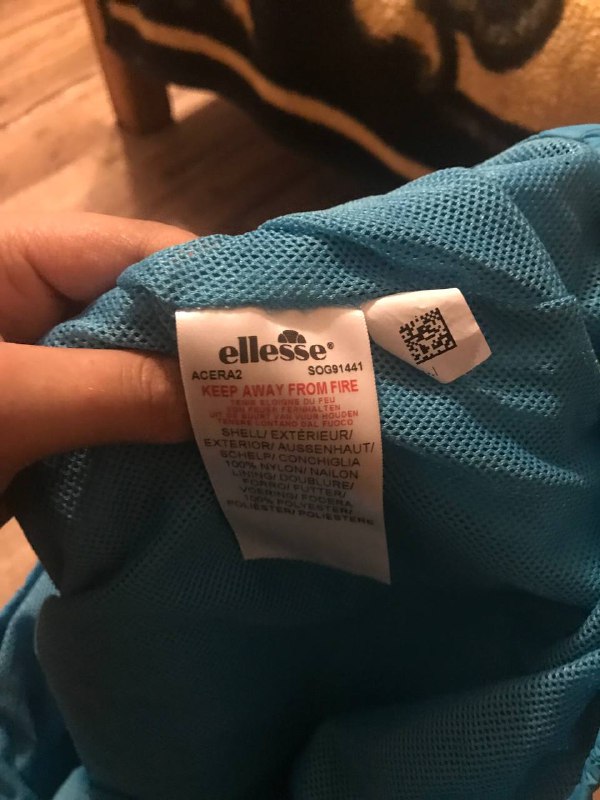 ellesse®
ACERA2 SOG91441
KEEP AWAY FROM FIRE
TENIR ELOIGNE DU FEU
VON FEUER FERNHALTEN
UIT DE BUURT VAN VUUR HOUDEN
TENERE LONTANO DAL FUOCO
SHELL/ EXTÉRIEUR/
EXTERIOR/ AUSSENHAUT/
SCHELP/ CONCHIGLIA
100% NYLON/ NAILON
LINING/ DOUBLURE/
FORRO/ FUTTER/
VOERING/ FODERA
100% POLYESTER/
POLIÉSTER/ POLIESTERE